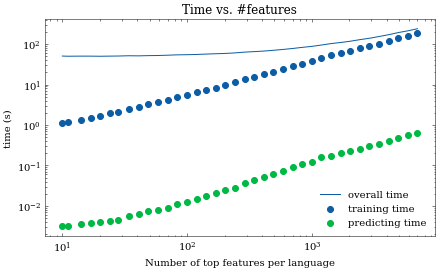 Time vs. #features
time (s)
10²
10¹
10⁰
10⁻¹
10⁻²
overall time
training time
predicting time
10¹
10²
10³
Number of top features per language